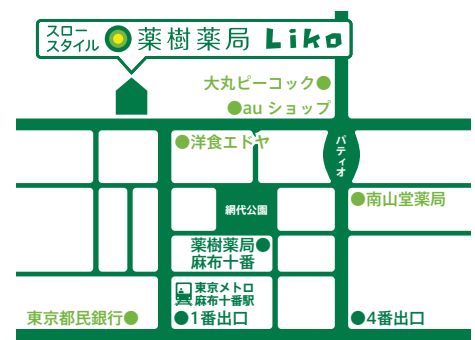 スロー
スタイル
薬樹薬局 Liko
大丸ピーコック
auショップ
洋食エドヤ
パティオ
南山堂薬局
網代公園
薬樹薬局
麻布十番
東京メトロ
麻布十番駅
東京都民銀行
1番出口
4番出口